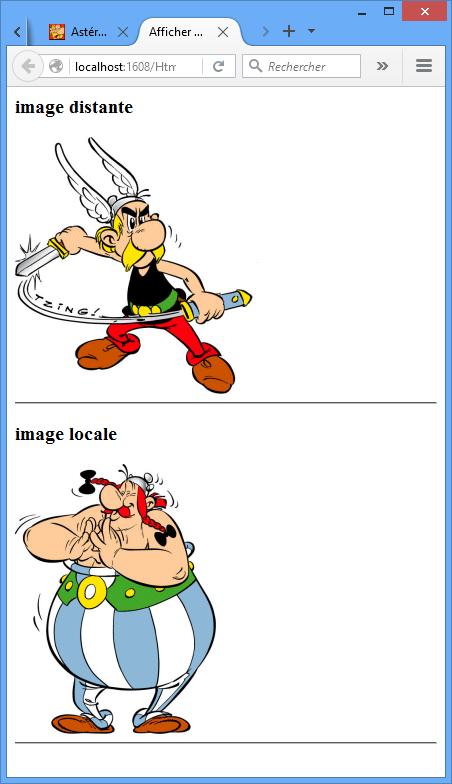 Astér...
Afficher ...
localhost:1608/Htm
Rechercher
image distante
TZING!
image locale